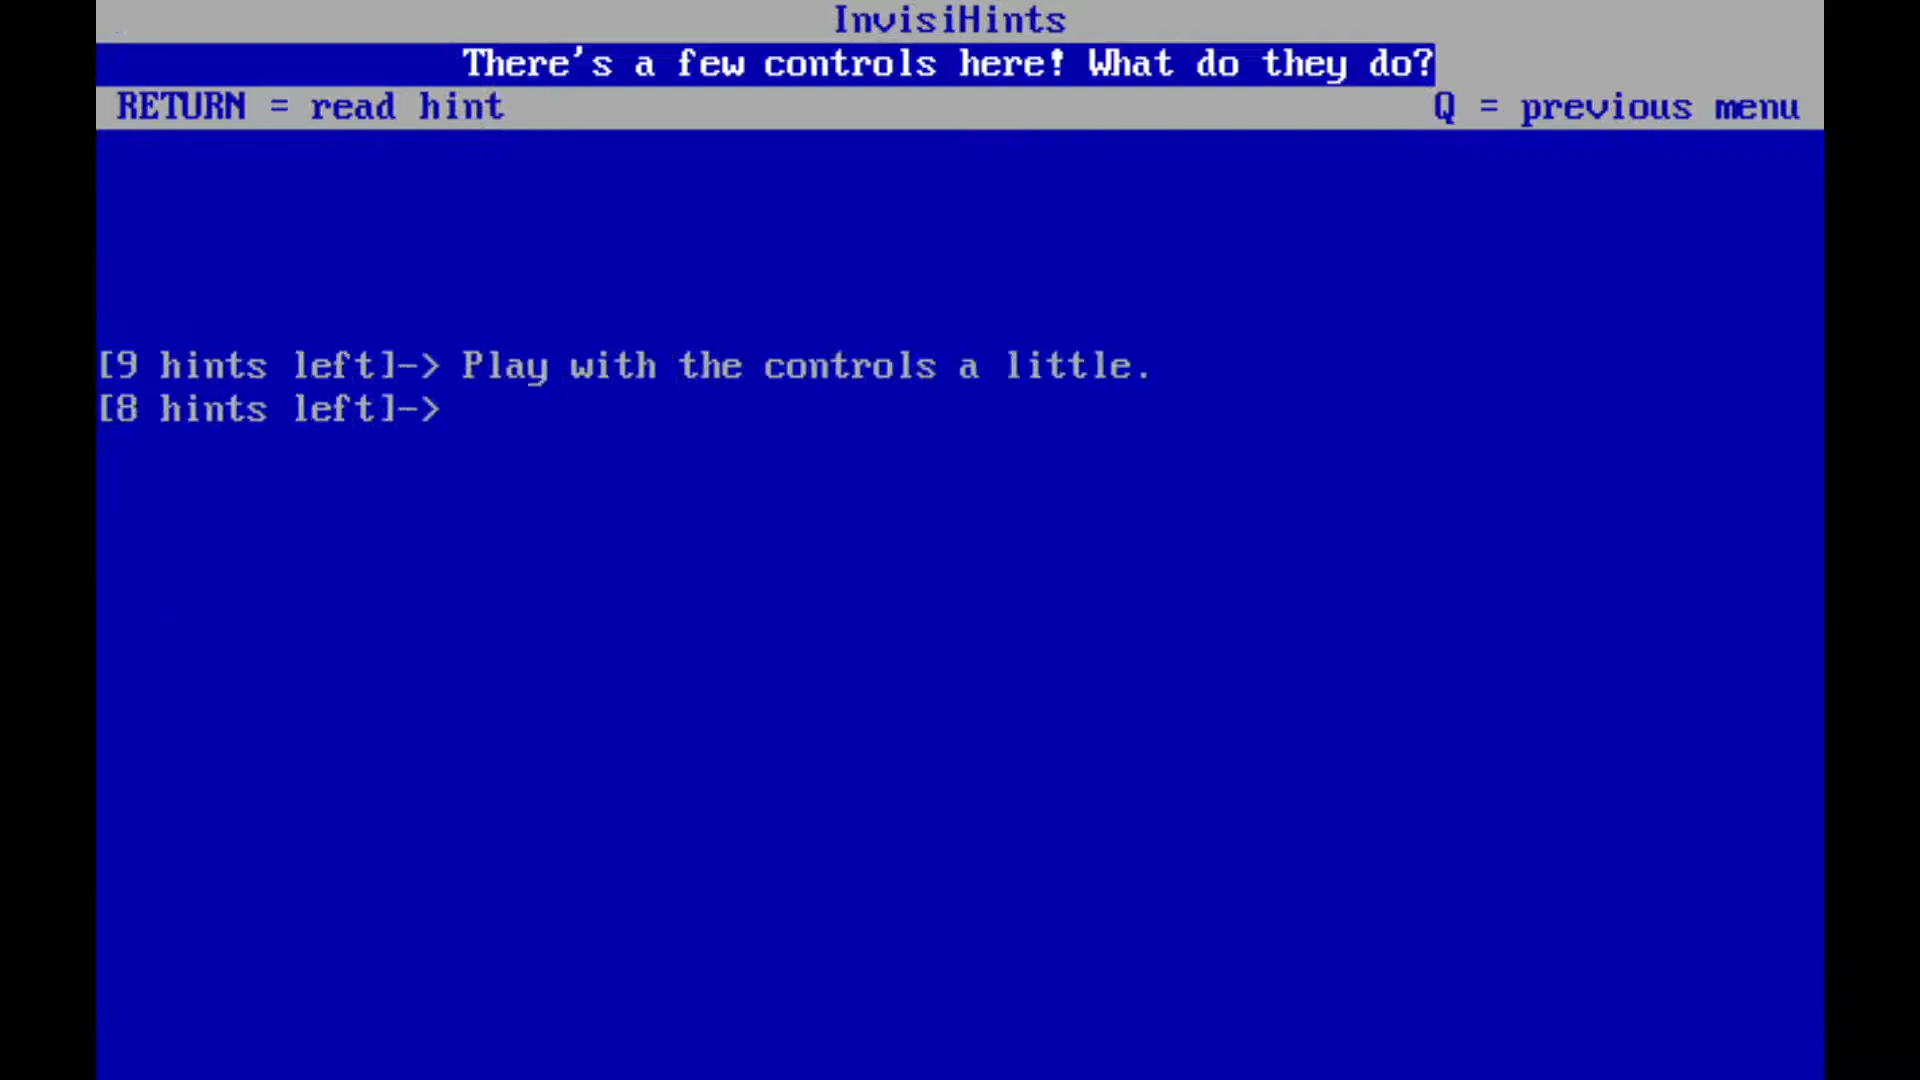 InvisiHints
There's a few controls here! What do they do?
RETURN = read hint Q = previous menu
[9 hints left]-> Play with the controls a little.
[8 hints left]->